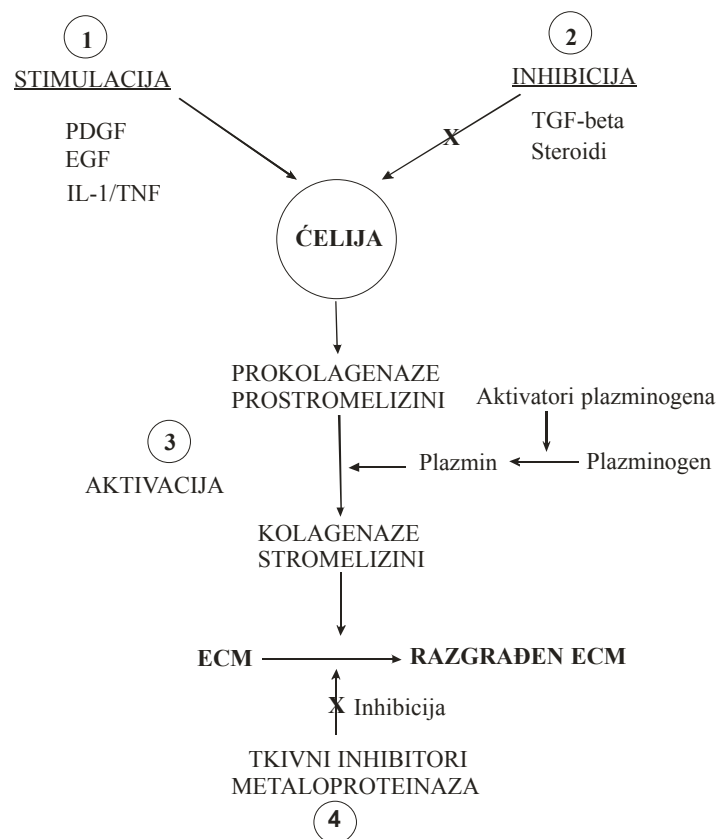 1
STIMULACIJA
PDGF
EGF
IL-1/TNF
2
INHIBICIJA
TGF-beta
Steroidi
X
ĆELIJA
PROKOLAGENAZE
PROSTROMELIZINI
Aktivatori plazminogena
3
AKTIVACIJA
Plazmin
Plazminogen
KOLAGENAZE
STROMELIZINI
ECM
RAZGRAĐEN ECM
X Inhibicija
TKIVNI INHIBITORI
METALOPROTEINAZA
4